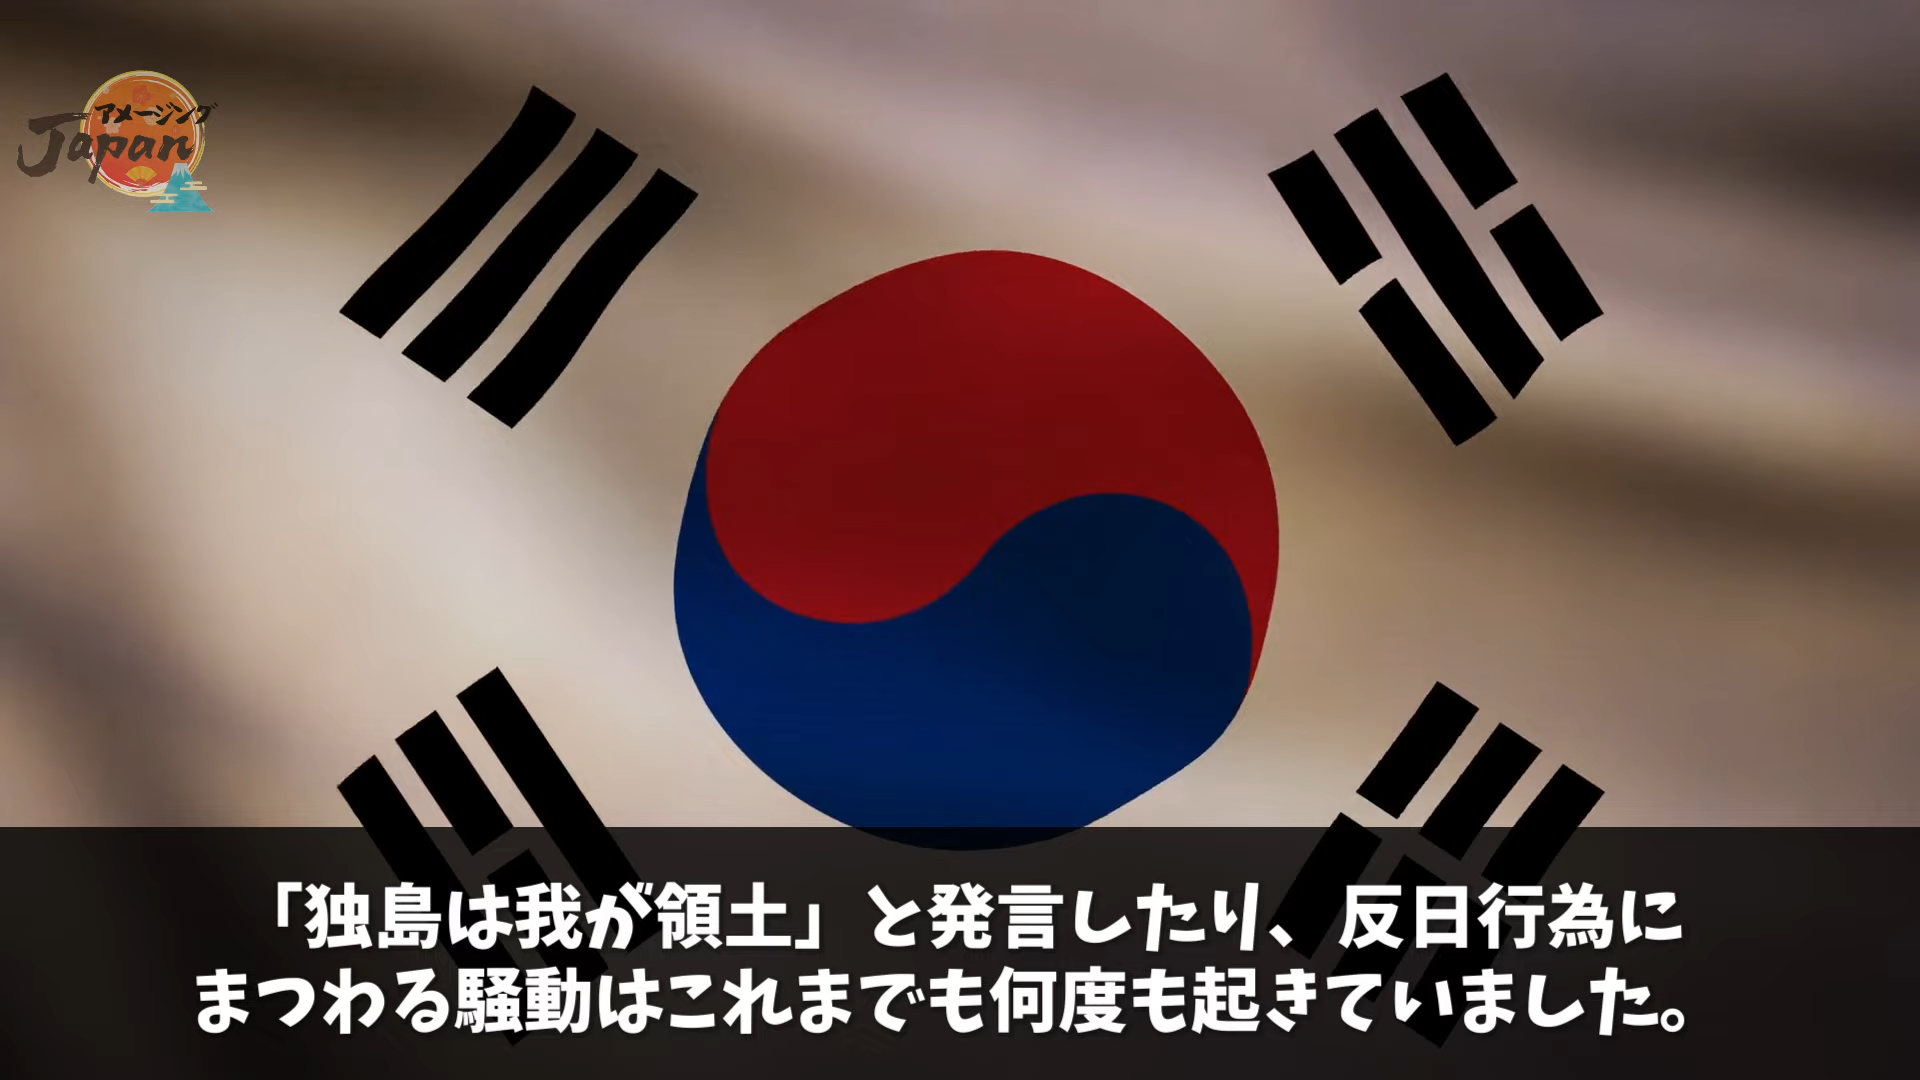 アメージング
Japan
「独島は我が領土」と発言したり、反日行為に
まつわる騒動はこれまでも何度も起きていました。